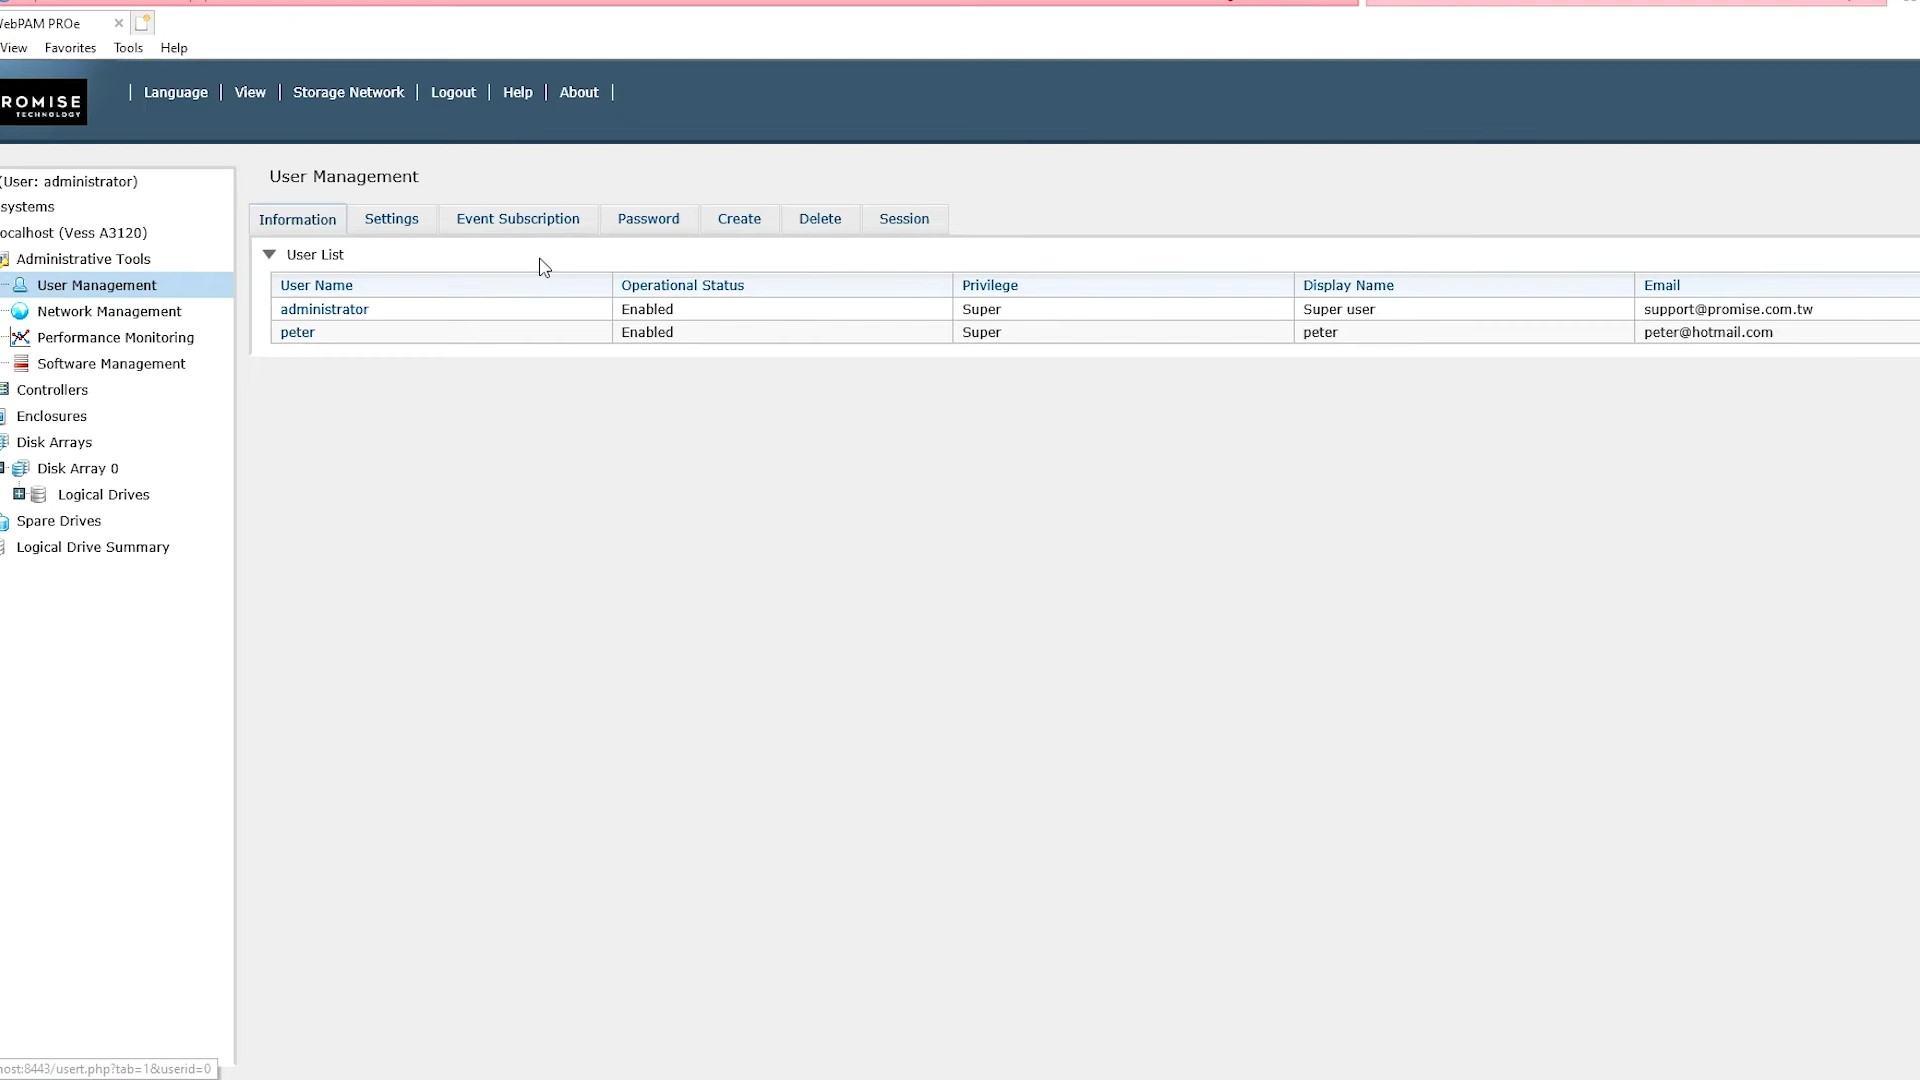 WebPAM PROe
View Favorites Tools Help
Language View Storage Network Logout Help About
PROMISE
TECHNOLOGY
(User: administrator)
systems
ocalhost (Vess A3120)
Administrative Tools
User Management
Network Management
Performance Monitoring
Software Management
Controllers
Enclosures
Disk Arrays
Disk Array 0
Logical Drives
Spare Drives
Logical Drive Summary
User Management
Information Settings Event Subscription Password Create Delete Session
User List
User Name Operational Status Privilege Display Name Email
administrator Enabled Super Super user support@promise.com.tw
peter Enabled Super peter peter@hotmail.com
host:8443/usert.php?tab=1&userid=0